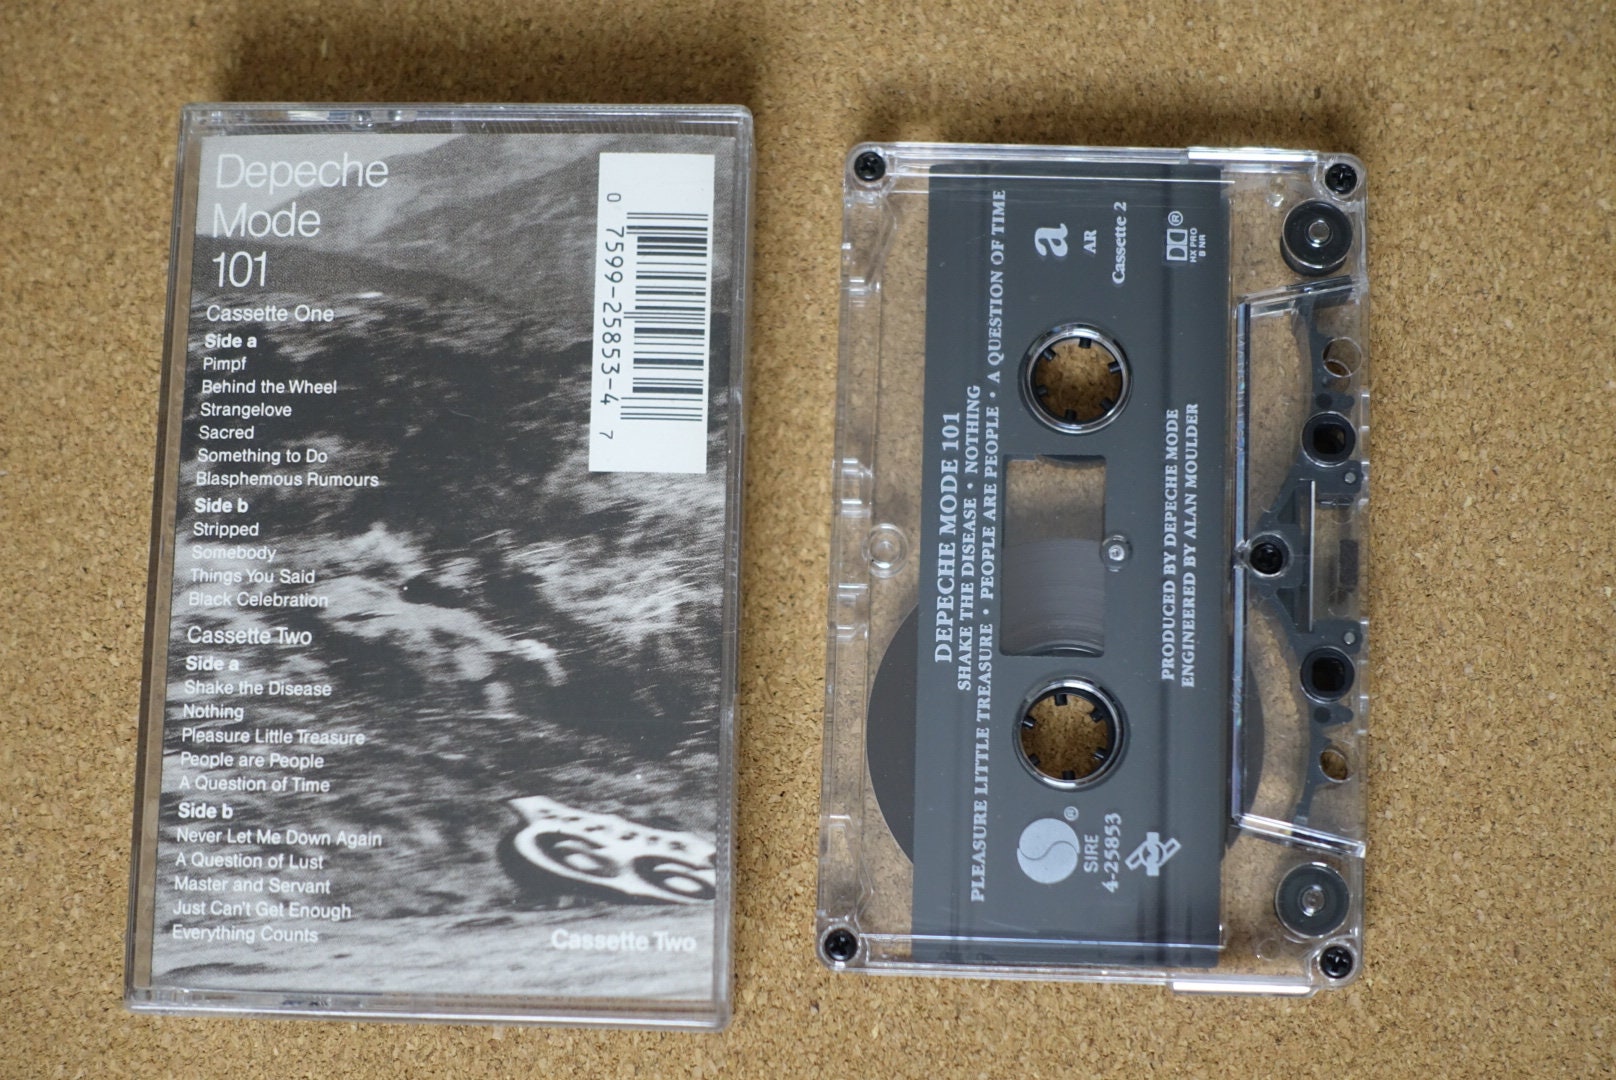 Depeche
Mode
101
Cassette One
Side a
Pimpf
Behind the Wheel
Strangelove
Sacred
Something to Do
Blasphemous Rumours
Side b
Stripped
Somebody
Things You Said
Black Celebration
Cassette Two
Side a
Shake the Disease
Nothing
Pleasure Little Treasure
People are People
A Question of Time
Side b
Never Let Me Down Again
A Question of Lust
Master and Servant
Just Can't Get Enough
Everything Counts
0 7599-25853-4 7
Cassette Two
DEPECHE MODE 101
SHAKE THE DISEASE • NOTHING
PLEASURE LITTLE TREASURE • PEOPLE ARE PEOPLE • A QUESTION OF TIME
a
AR
Cassette 2
®
HX PRO
B NR
®
SIRE
4-25853
PRODUCED BY DEPECHE MODE
ENGINEERED BY ALAN MOULDER